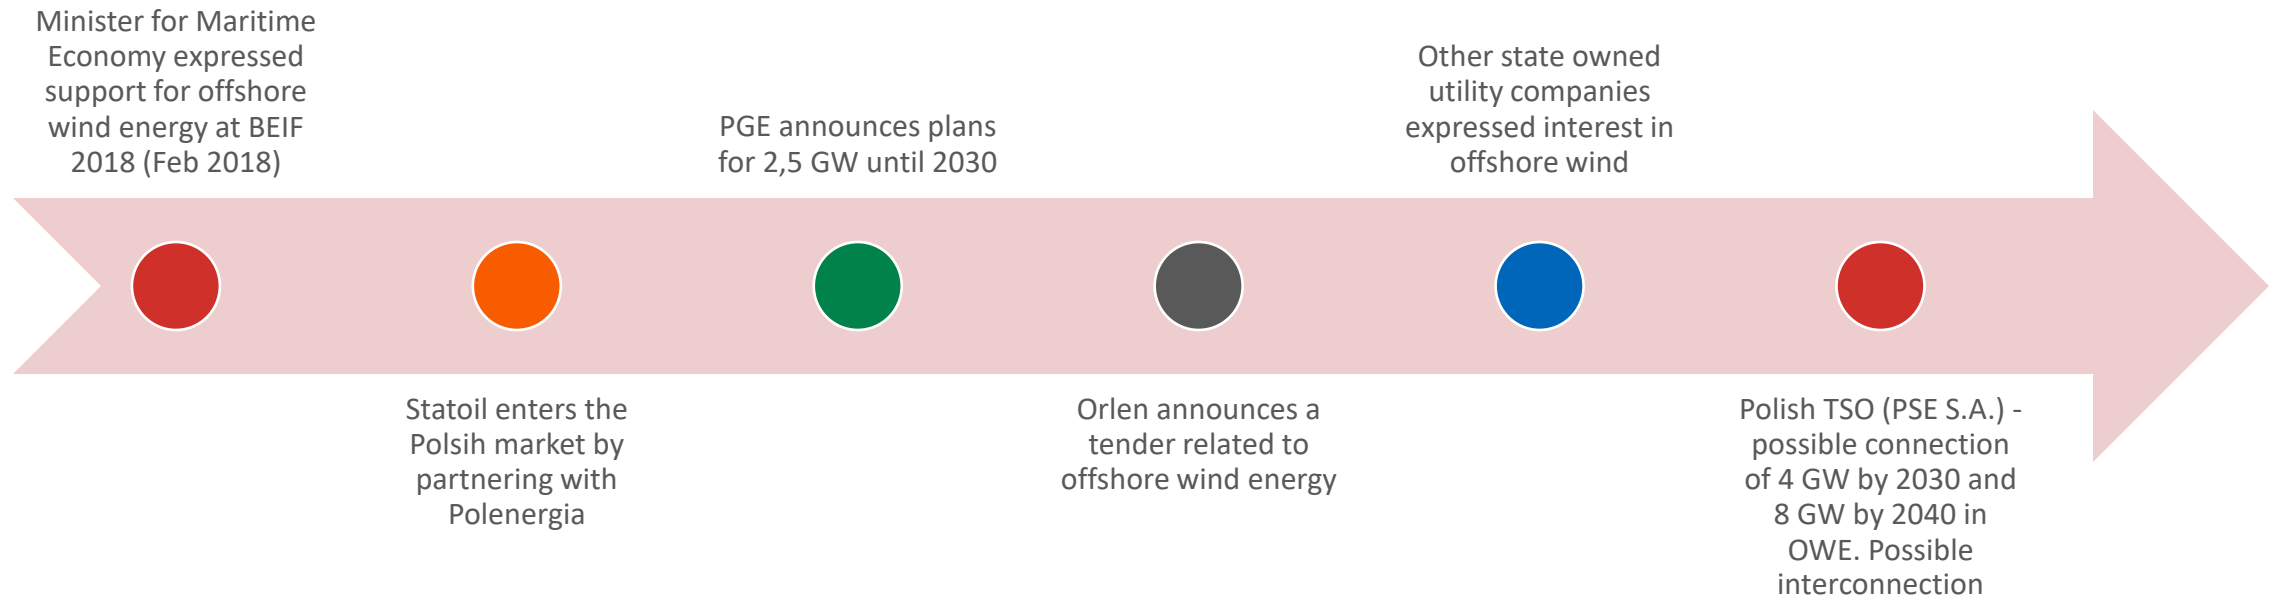 Minister for Maritime
Economy expressed
support for offshore
wind energy at BEIF
2018 (Feb 2018)
Statoil enters the
Polsih market by
partnering with
Polenergia
PGE announces plans
for 2,5 GW until 2030
Orlen announces a
tender related to
offshore wind energy
Other state owned
utility companies
expressed interest in
offshore wind
Polish TSO (PSE S.A.) -
possible connection
of 4 GW by 2030 and
8 GW by 2040 in
OWE. Possible
interconnection